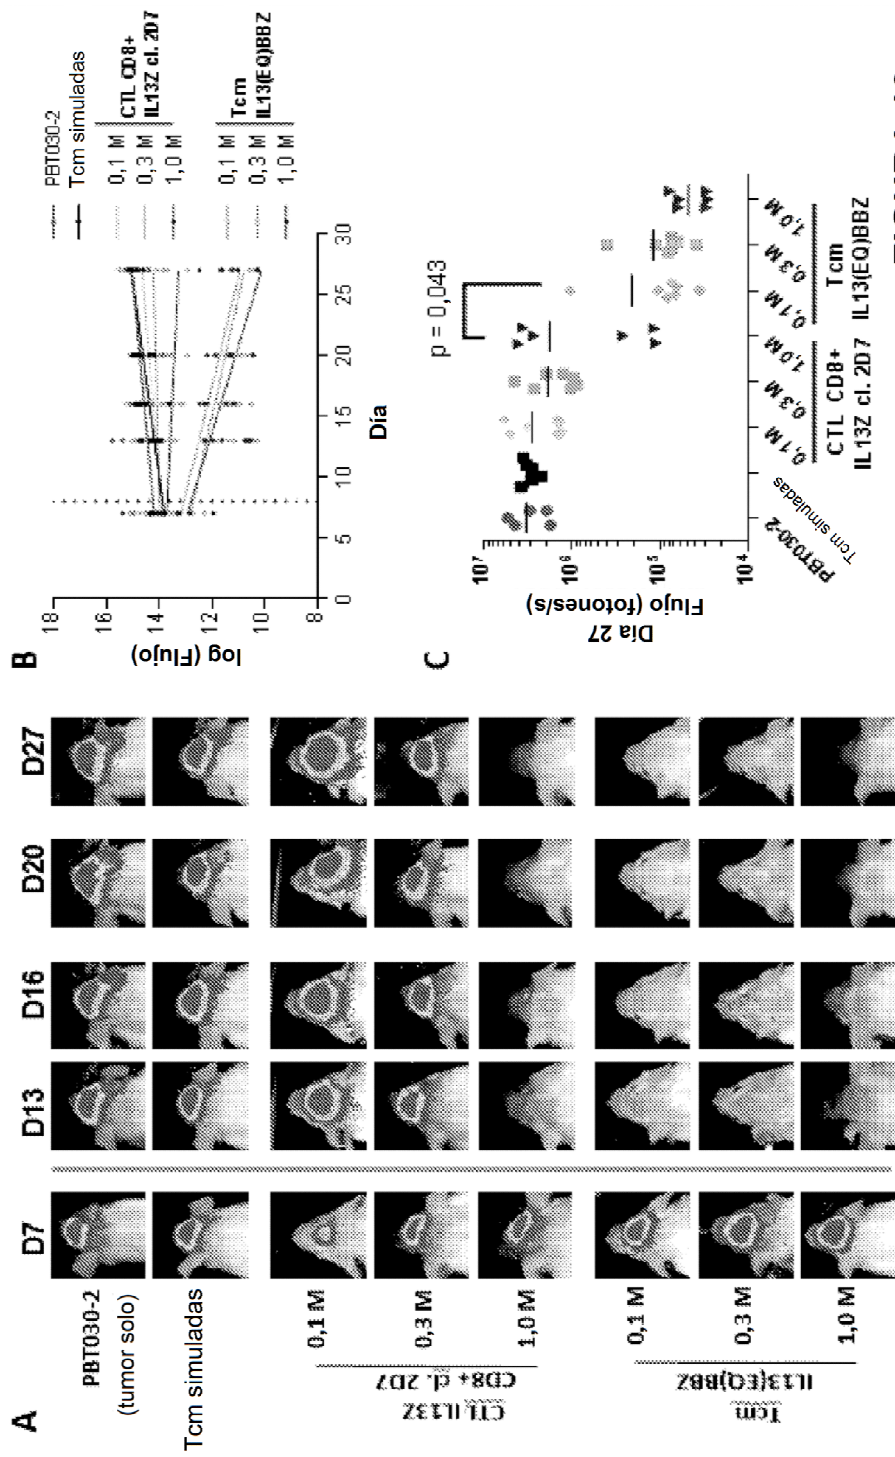 A
D7
D13
D16
D20
D27
PBT030-2
(tumor solo)
Tcm simuladas
0,1 M
0,3 M
1,0 M
CTL IL13Z
CD8+ cl. 2D7
0,1 M
0,3 M
1,0 M
Tcm
IL13(EQ)BBZ
B
log (Flujo)
18
16
14
12
10
8
0
5
10
15
20
25
30
Día
PBT030-2
Tcm simuladas
0,1 M
0,3 M
1,0 M
CTL CD8+
IL13Z cl. 2D7
0,1 M
0,3 M
1,0 M
Tcm
IL13(EQ)BBZ
C
Día 27
Flujo (fotones/s)
10⁷
10⁶
10⁵
10⁴
p = 0,043
PBT030-2
Tcm simuladas
0,1 M
0,3 M
1,0 M
CTL CD8+
IL13Z cl. 2D7
0,1 M
0,3 M
1,0 M
Tcm
IL13(EQ)BBZ